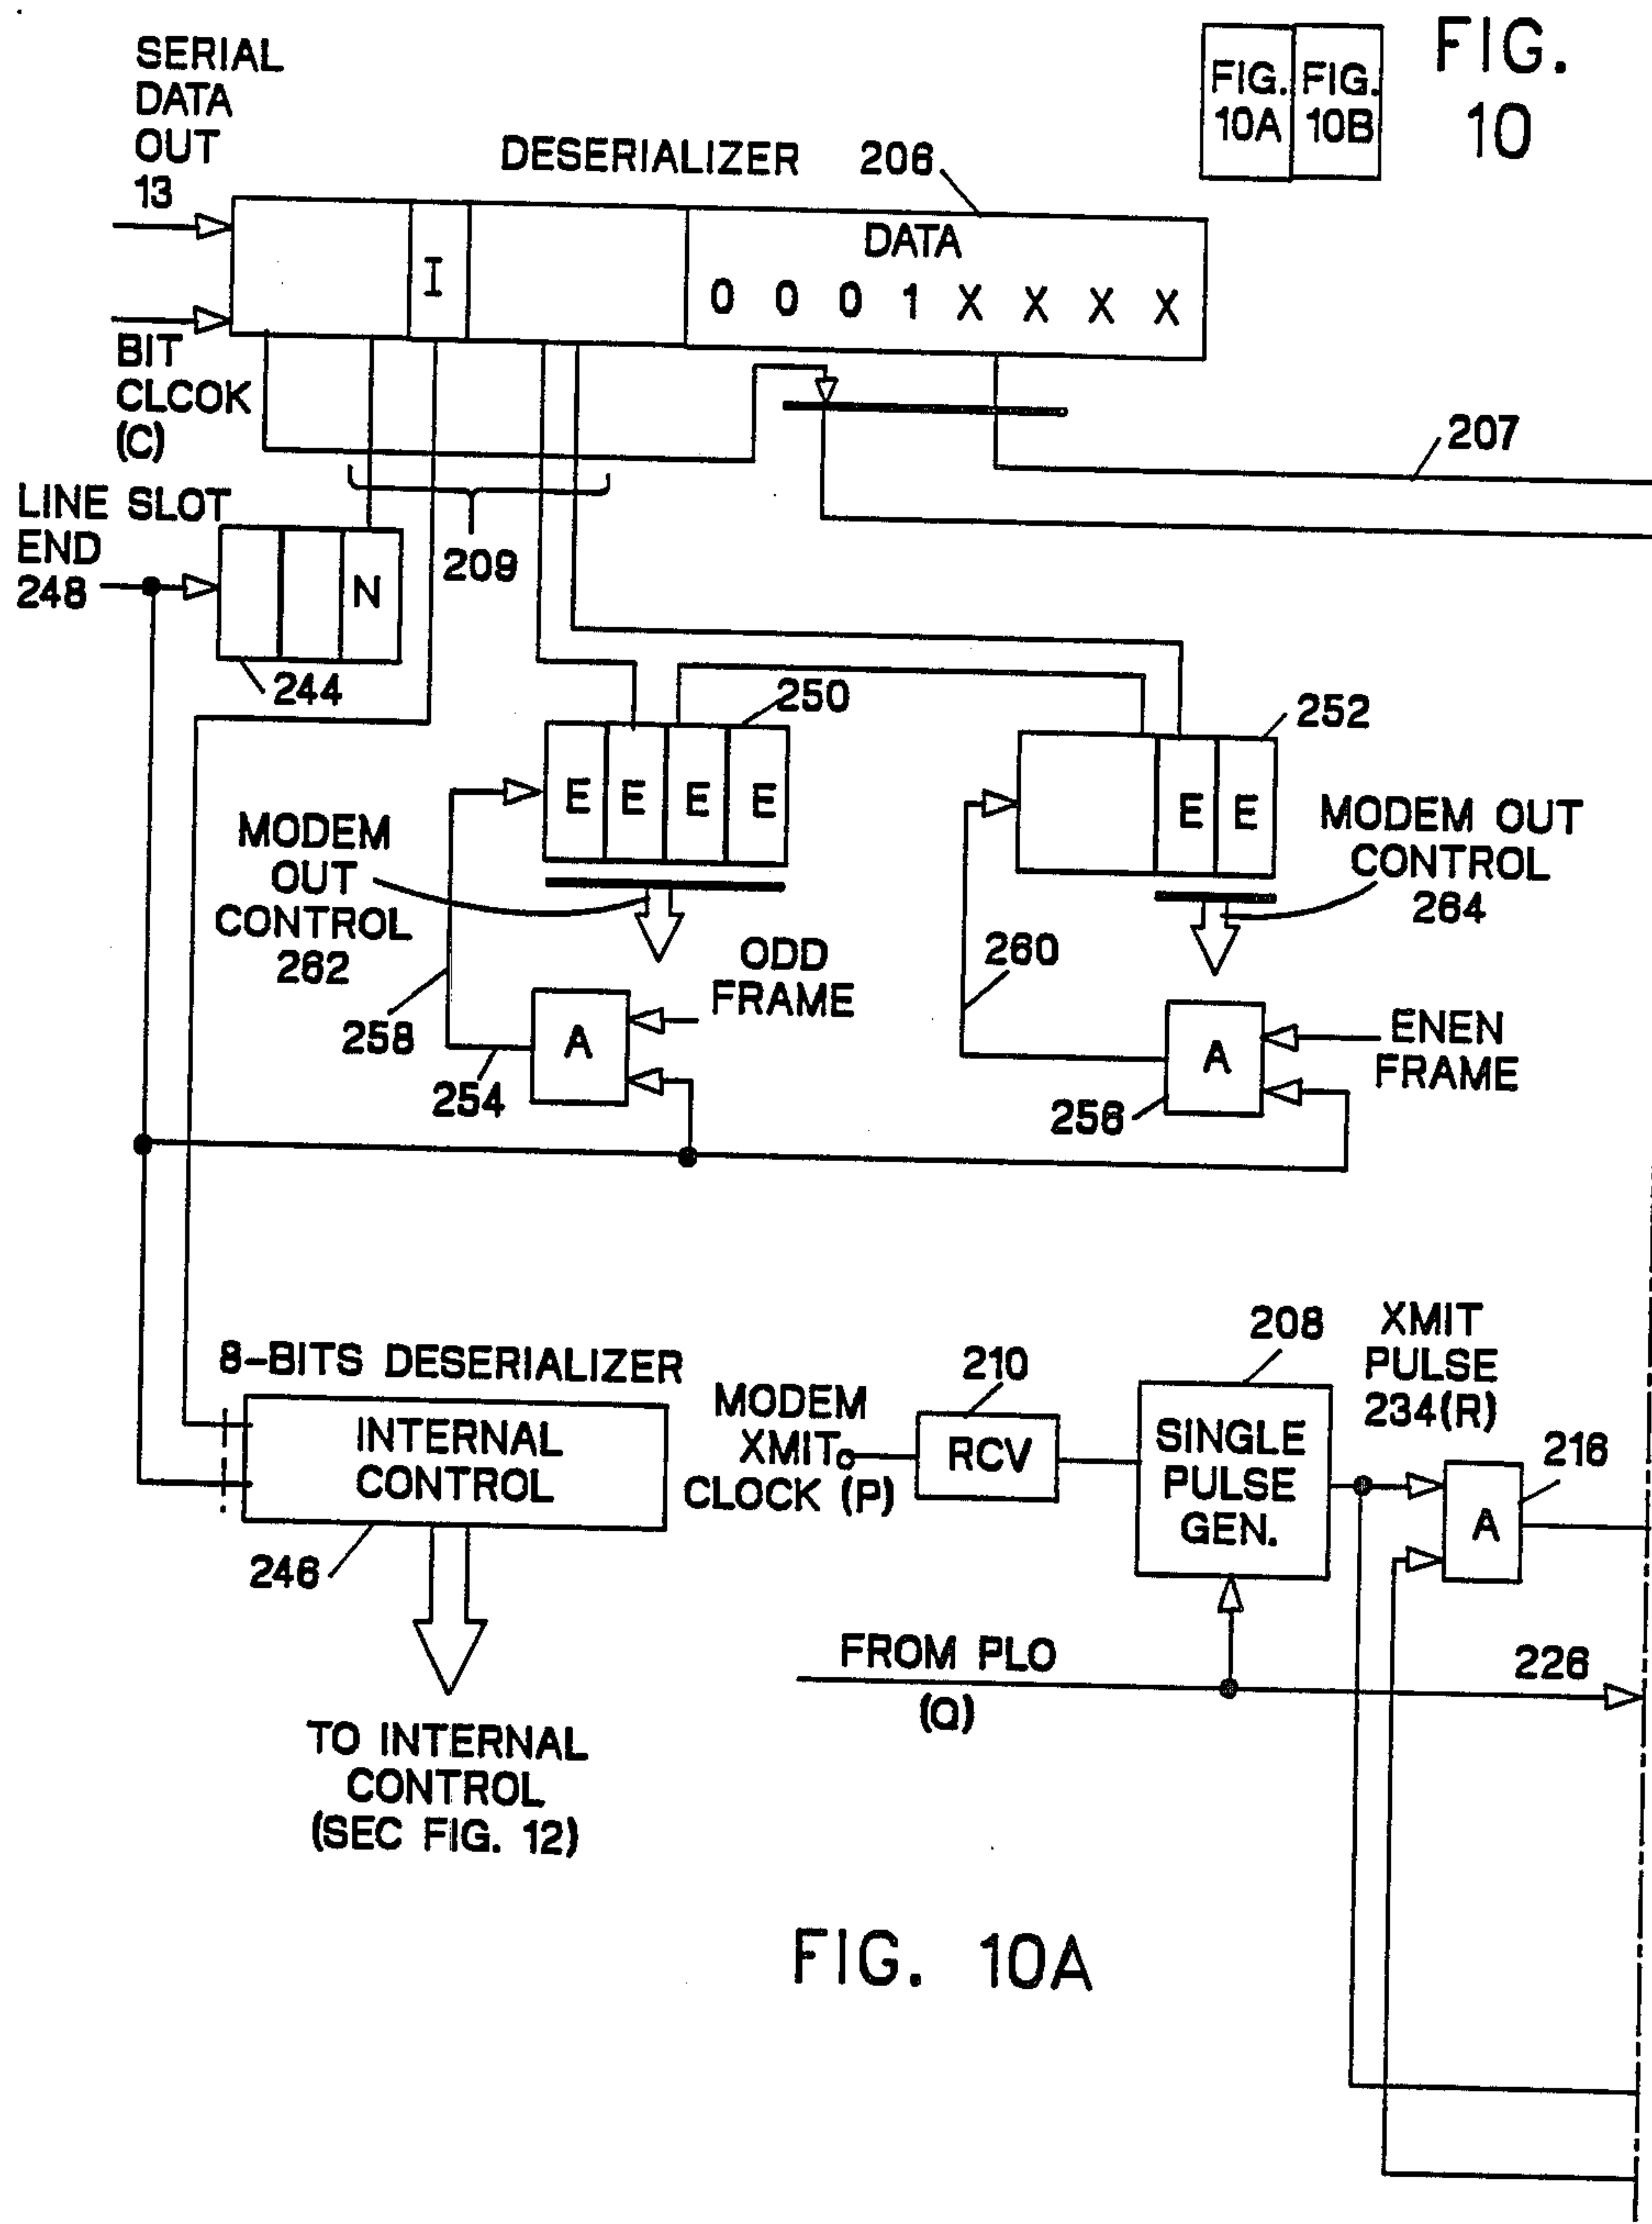 FIG.
10
FIG.
10A
FIG.
10B
SERIAL
DATA
OUT
13
DESERIALIZER 206
I
DATA
0 0 0 1 X X X X
BIT
CLCOK
(C)
207
LINE SLOT
END
248
209
N
244
250
252
E E E E
E E
MODEM
OUT
CONTROL
262
MODEM OUT
CONTROL
264
ODD
FRAME
260
258
A
254
A
256
ENEN
FRAME
8-BITS DESERIALIZER
INTERNAL
CONTROL
246
TO INTERNAL
CONTROL
(SEC FIG. 12)
MODEM
XMIT
CLOCK (P)
210
RCV
208
SINGLE
PULSE
GEN.
XMIT
PULSE
234(R)
216
A
FROM PLO
(Q)
226
FIG. 10A